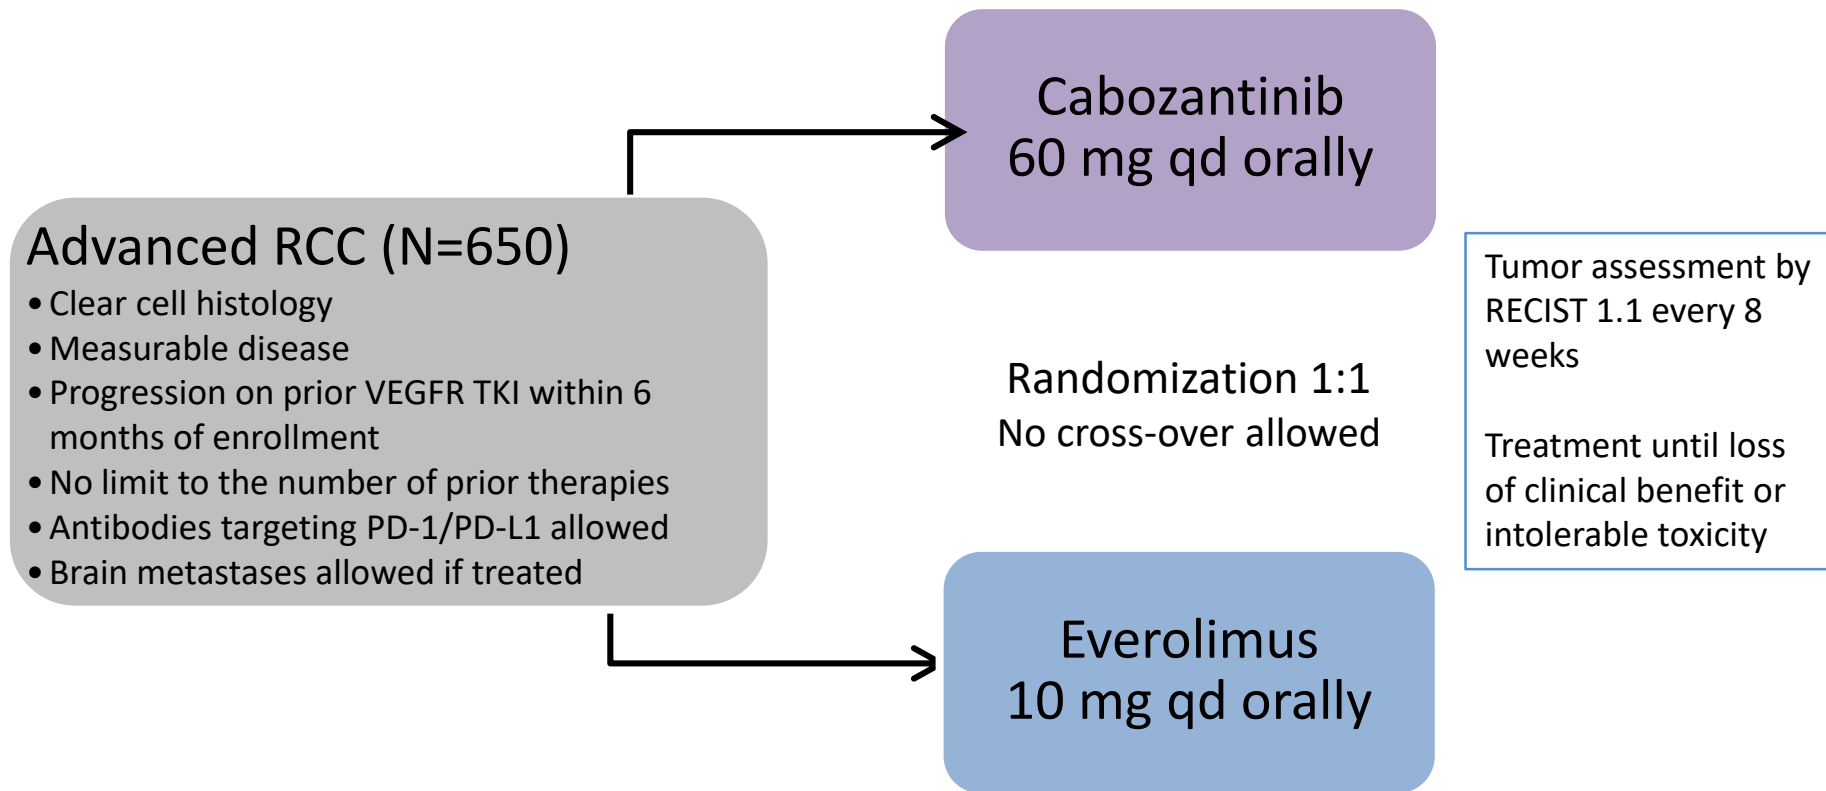 Cabozantinib
60 mg qd orally
Advanced RCC (N=650)
• Clear cell histology
• Measurable disease
• Progression on prior VEGFR TKI within 6
months of enrollment
• No limit to the number of prior therapies
• Antibodies targeting PD-1/PD-L1 allowed
• Brain metastases allowed if treated
Randomization 1:1
No cross-over allowed
Tumor assessment by
RECIST 1.1 every 8
weeks
Treatment until loss
of clinical benefit or
intolerable toxicity
Everolimus
10 mg qd orally